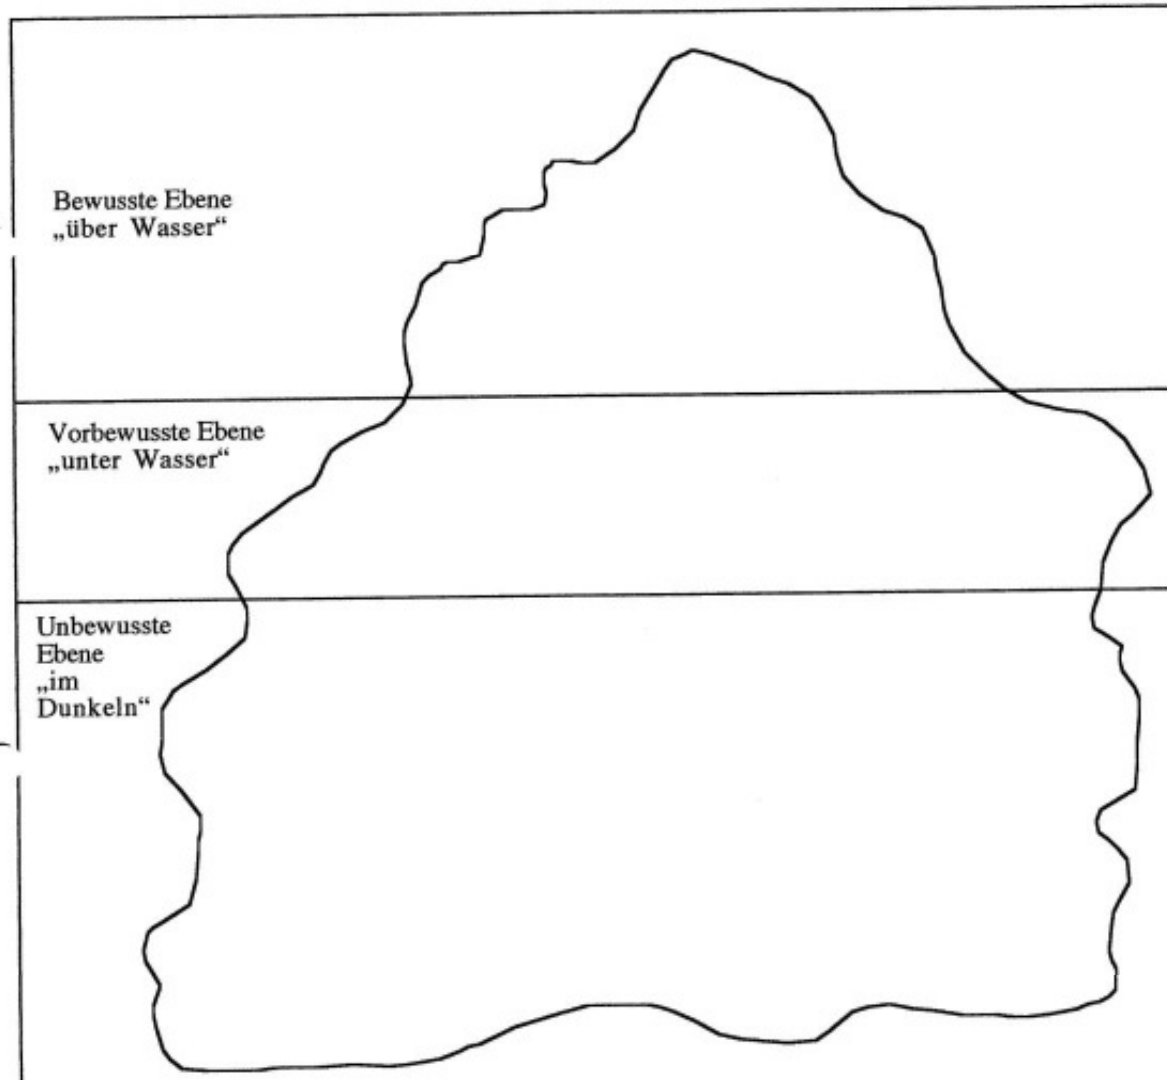 Bewusste Ebene
„über Wasser“
Vorbewusste Ebene
„unter Wasser“
Unbewusste
Ebene
„im
Dunkeln“